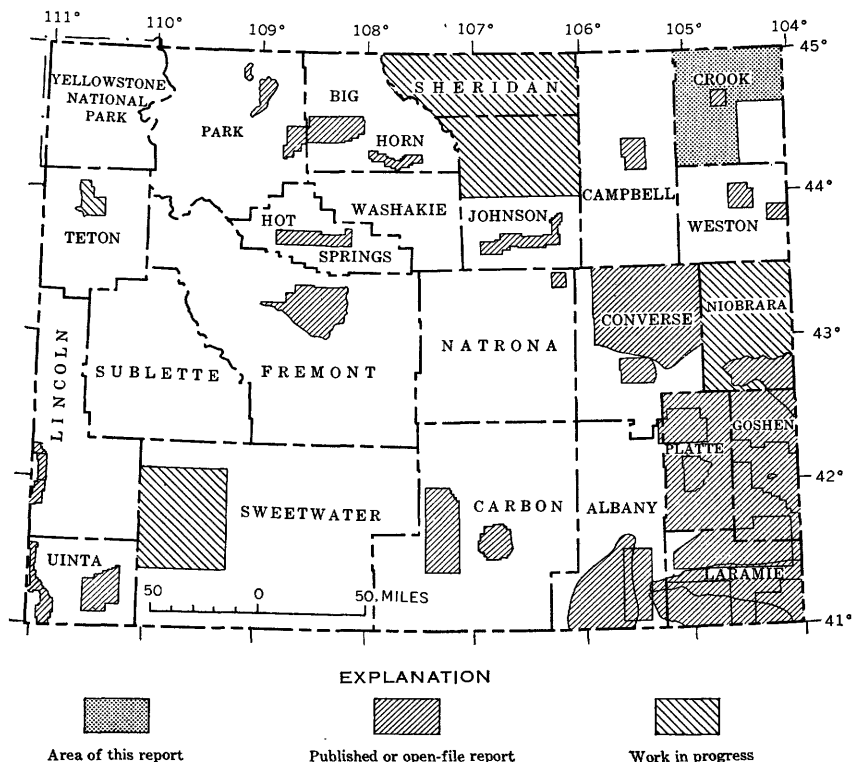 111° 110° 109° 108° 107° 106° 105° 104°
45°
YELLOWSTONE
NATIONAL
PARK
PARK
BIG
HORN
SHERIDAN
CROOK
44°
TETON
HOT
SPRINGS
WASHAKIE
JOHNSON
CAMPBELL
WESTON
LINCOLN
SUBLETTE
FREMONT
NATRONA
CONVERSE
NIOBRARA
43°
PLATTE
GOSHEN
42°
SWEETWATER
CARBON
ALBANY
UINTA
LARAMIE
50 0 50 MILES
41°
EXPLANATION
Area of this report
Published or open-file report
Work in progress